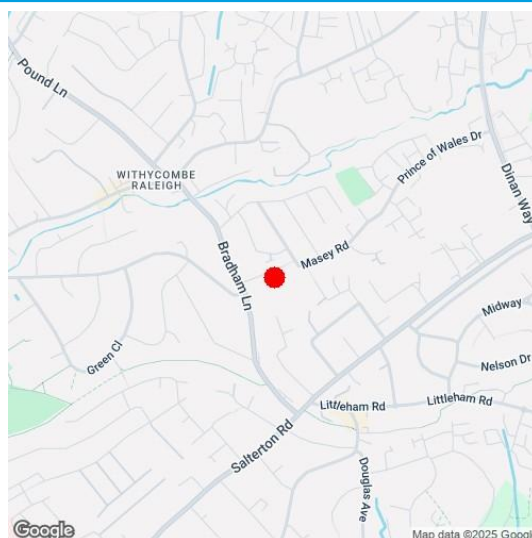 Pound Ln
Prince of Wales Dr
WITHYCOMBE
RALEIGH
Dinan Way
Bradham Ln
Masey Rd
Midway
Green Cl
Nelson Dr
Littleham Rd
Littleham Rd
Salterton Rd
Douglas Ave
Google
Map data ©2025 Google